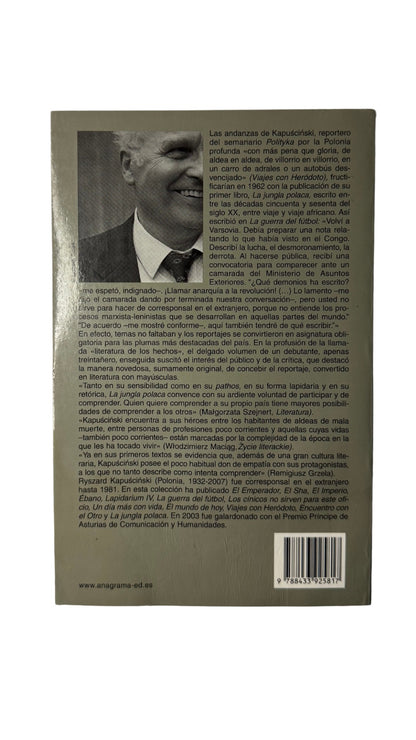 Las andanzas de Kapuściński, reportero
del semanario Polityka por la Polonia
profunda «con más pena que gloria, de
aldea en aldea, de villorrio en villorrio, en
un carro de adrales o un autobús des-
vencijado» (Viajes con Heródoto), fructi-
ficarían en 1962 con la publicación de su
primer libro, La jungla polaca, escrito en-
tre las décadas cincuenta y sesenta del
siglo XX, entre viaje y viaje africano. Así
escribió en La guerra del fútbol: «Volví a
Varsovia. Debía preparar una nota rela-
tando lo que había visto en el Congo.
Describí la lucha, el desmoronamiento, la
derrota. Al hacerse pública, recibí una
convocatoria para comparecer ante un
camarada del Ministerio de Asuntos
Exteriores. "¿Qué demonios ha escrito?
–me espetó, indignado–. ¡Llamar anarquía a la revolución! (...) Lo lamento –me
dijo el camarada dando por terminada nuestra conversación–, pero usted no
sirve para hacer de corresponsal en el extranjero, porque no entiende los pro-
cesos marxista-leninistas que se desarrollan en aquellas partes del mundo."
"De acuerdo –me mostré conforme–, aquí también tendré de qué escribir."»
En efecto, temas no faltaban y los reportajes se convirtieron en asignatura obli-
gatoria para las plumas más destacadas del país. En la profusión de la llama-
da «literatura de los hechos», el delgado volumen de un debutante, apenas
treintañero, enseguida suscitó el interés del público y de la crítica, que destacó
la manera novedosa, sumamente original, de concebir el reportaje, convertido
en literatura con mayúsculas.
«Tanto en su sensibilidad como en su pathos, en su forma lapidaria y en su
retórica, La jungla polaca convence con su ardiente voluntad de participar y de
comprender. Quien quiere comprender a su propio país tiene mayores posibili-
dades de comprender a los otros» (Małgorzata Szejnert, Literatura).
«Kapuściński encuentra a sus héroes entre los habitantes de aldeas de mala
muerte, entre personas de profesiones poco corrientes y aquellas cuyas vidas
–también poco corrientes– están marcadas por la complejidad de la época en la
que les ha tocado vivir» (Włodzimierz Maciąg, Życie literackie).
«Ya en sus primeros textos se evidencia que, además de una gran cultura lite-
raria, Kapuściński posee el poco habitual don de empatía con sus protagonistas,
a los que no tanto describe como intenta comprender» (Remigiusz Grzela).
Ryszard Kapuściński (Polonia, 1932-2007) fue corresponsal en el extranjero
hasta 1981. En esta colección ha publicado El Emperador, El Sha, El Imperio,
Ébano, Lapidarium IV, La guerra del fútbol, Los cínicos no sirven para este ofi-
cio, Un día más con vida, El mundo de hoy, Viajes con Heródoto, Encuentro con
el Otro y La jungla polaca. En 2003 fue galardonado con el Premio Príncipe de
Asturias de Comunicación y Humanidades.
9 788433 925817
www.anagrama-ed.es